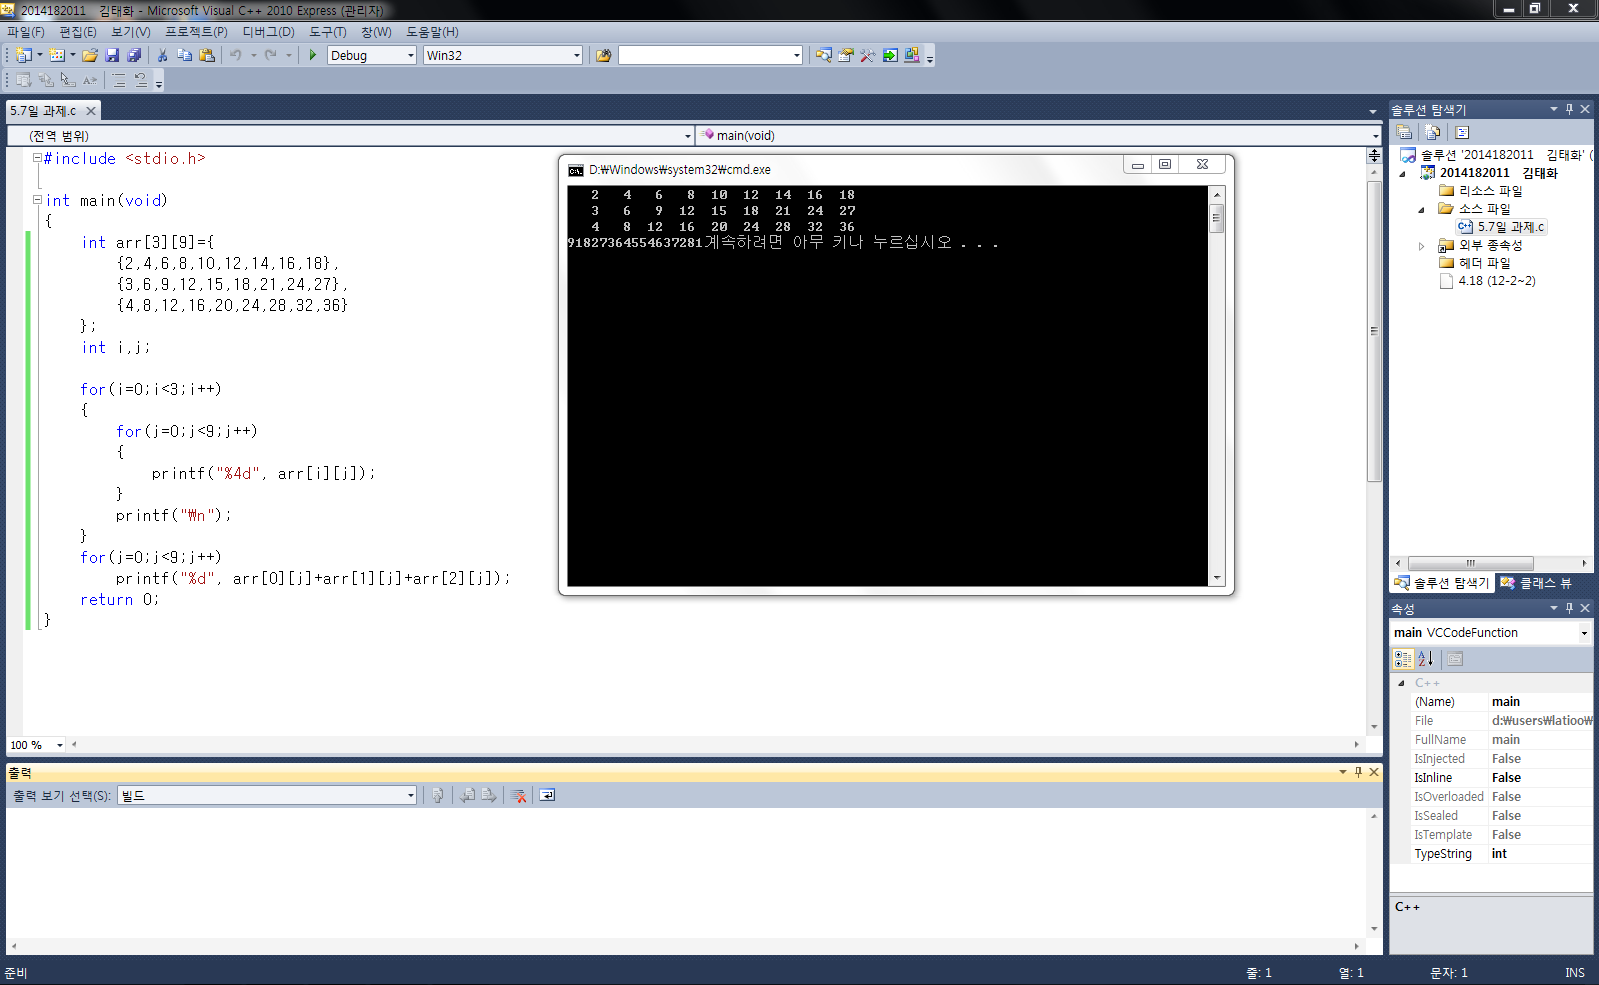 2014182011 김태화 - Microsoft Visual C++ 2010 Express (관리자)
파일(F) 편집(E) 보기(V) 프로젝트(P) 디버그(D) 도구(T) 창(W) 도움말(H)
Debug Win32
5.7일 과제.c
(전역 범위) main(void)
#include <stdio.h>
int main(void)
{
int arr[3][9]={
{2,4,6,8,10,12,14,16,18},
{3,6,9,12,15,18,21,24,27},
{4,8,12,16,20,24,28,32,36}
};
int i,j;
for(i=0;i<3;i++)
{
for(j=0;j<9;j++)
{
printf("%4d", arr[i][j]);
}
printf("₩n");
}
for(j=0;j<9;j++)
printf("%d", arr[0][j]+arr[1][j]+arr[2][j]);
return 0;
}
100 %
D:₩Windows₩system32₩cmd.exe
2 4 6 8 10 12 14 16 18
3 6 9 12 15 18 21 24 27
4 8 12 16 20 24 28 32 36
91827364554637281계속하려면 아무 키나 누르십시오 . . .
솔루션 탐색기
솔루션 '2014182011 김태화' (
2014182011 김태화
리소스 파일
소스 파일
5.7일 과제.c
외부 종속성
헤더 파일
4.18 (12-2~2)
솔루션 탐색기 클래스 뷰
속성
main VCCodeFunction
C++
(Name) main
File d:₩users₩latioo₩
FullName main
IsInjected False
IsInline False
IsOverloaded False
IsSealed False
IsTemplate False
TypeString int
C++
출력
출력 보기 선택(S): 빌드
준비 줄: 1 열: 1 문자: 1 INS